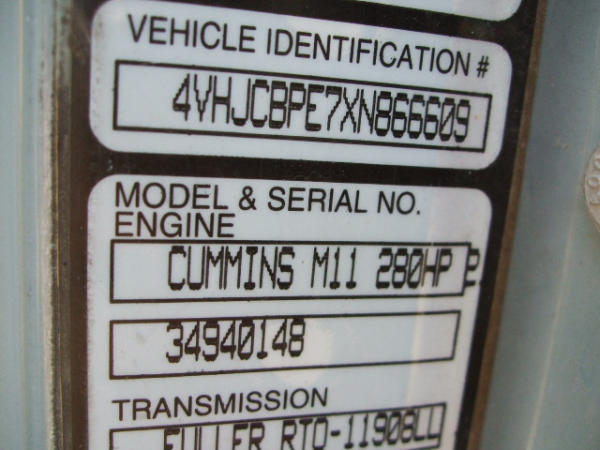 VEHICLE IDENTIFICATION #
4VHJCBPE7XN866609
MODEL & SERIAL NO.
ENGINE
CUMMINS M11 280HP
34940148
TRANSMISSION
FULLER RTO-11908LL